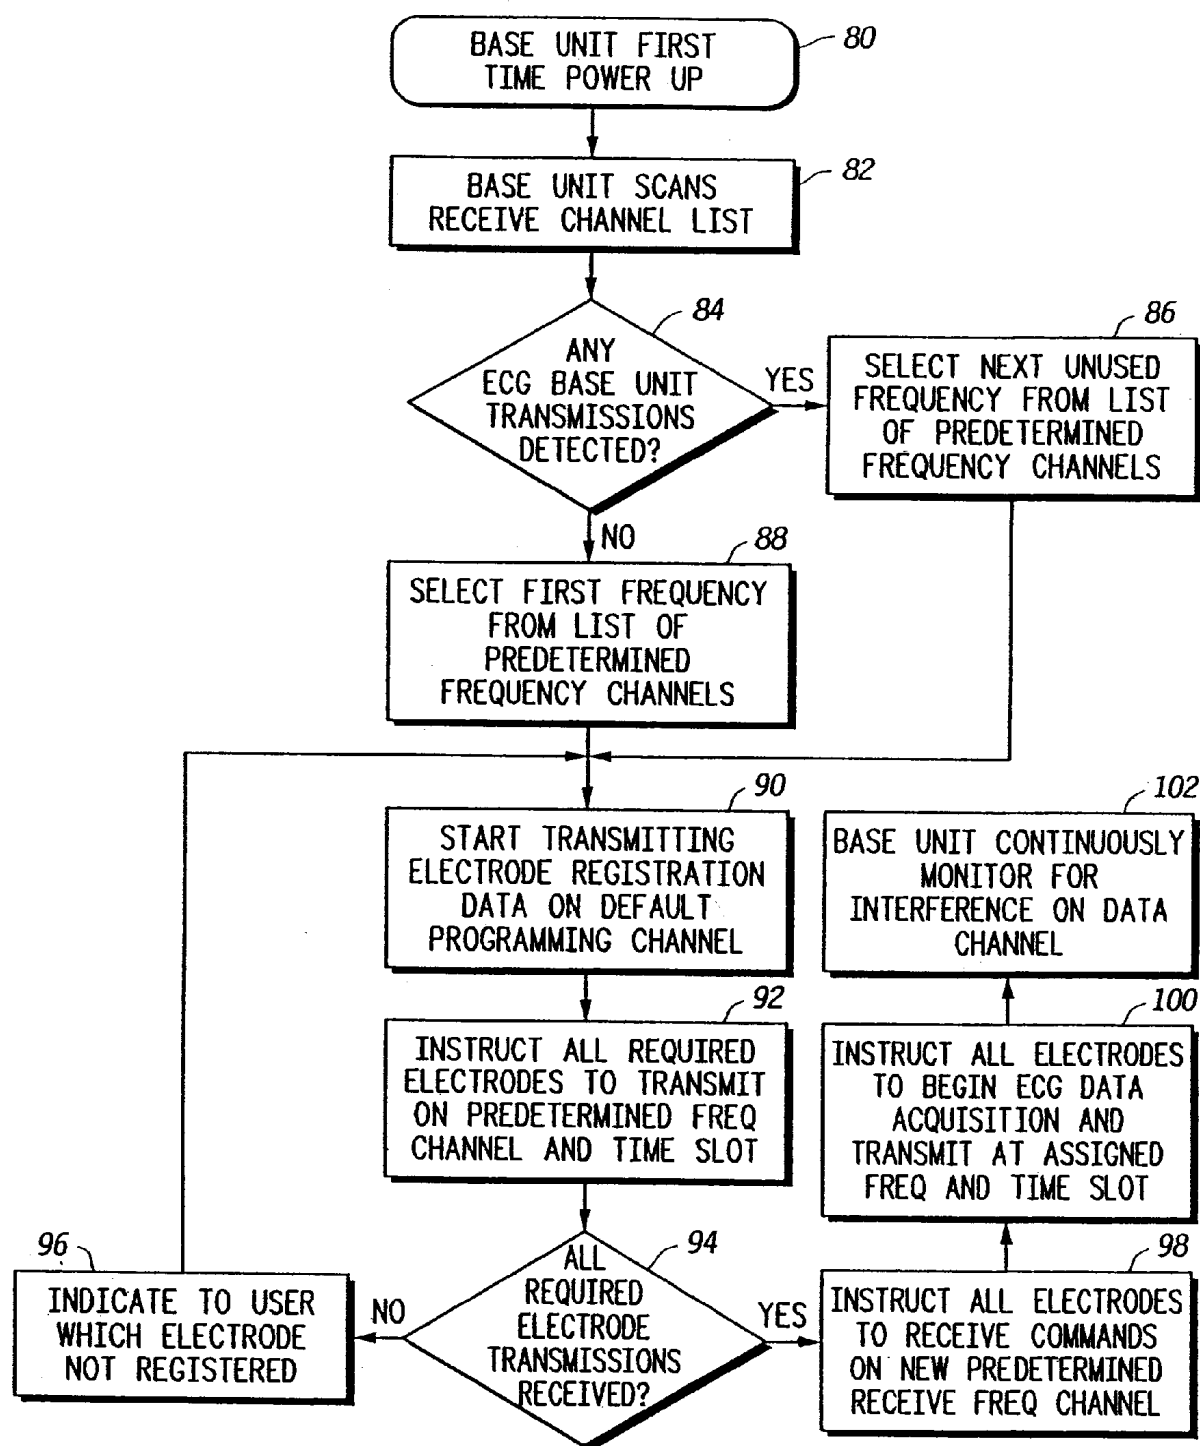 BASE UNIT FIRST
TIME POWER UP
80
BASE UNIT SCANS
RECEIVE CHANNEL LIST
82
ANY
ECG BASE UNIT
TRANSMISSIONS
DETECTED?
84
YES
SELECT NEXT UNUSED
FREQUENCY FROM LIST
OF PREDETERMINED
FREQUENCY CHANNELS
86
NO
SELECT FIRST FREQUENCY
FROM LIST OF
PREDETERMINED
FREQUENCY CHANNELS
88
START TRANSMITTING
ELECTRODE REGISTRATION
DATA ON DEFAULT
PROGRAMMING CHANNEL
90
INSTRUCT ALL REQUIRED
ELECTRODES TO TRANSMIT
ON PREDETERMINED FREQ
CHANNEL AND TIME SLOT
92
ALL
REQUIRED
ELECTRODE
TRANSMISSIONS
RECEIVED?
94
NO
INDICATE TO USER
WHICH ELECTRODE
NOT REGISTERED
96
YES
INSTRUCT ALL ELECTRODES
TO RECEIVE COMMANDS
ON NEW PREDETERMINED
RECEIVE FREQ CHANNEL
98
INSTRUCT ALL ELECTRODES
TO BEGIN ECG DATA
ACQUISITION AND
TRANSMIT AT ASSIGNED
FREQ AND TIME SLOT
100
BASE UNIT CONTINUOUSLY
MONITOR FOR
INTERFERENCE ON DATA
CHANNEL
102